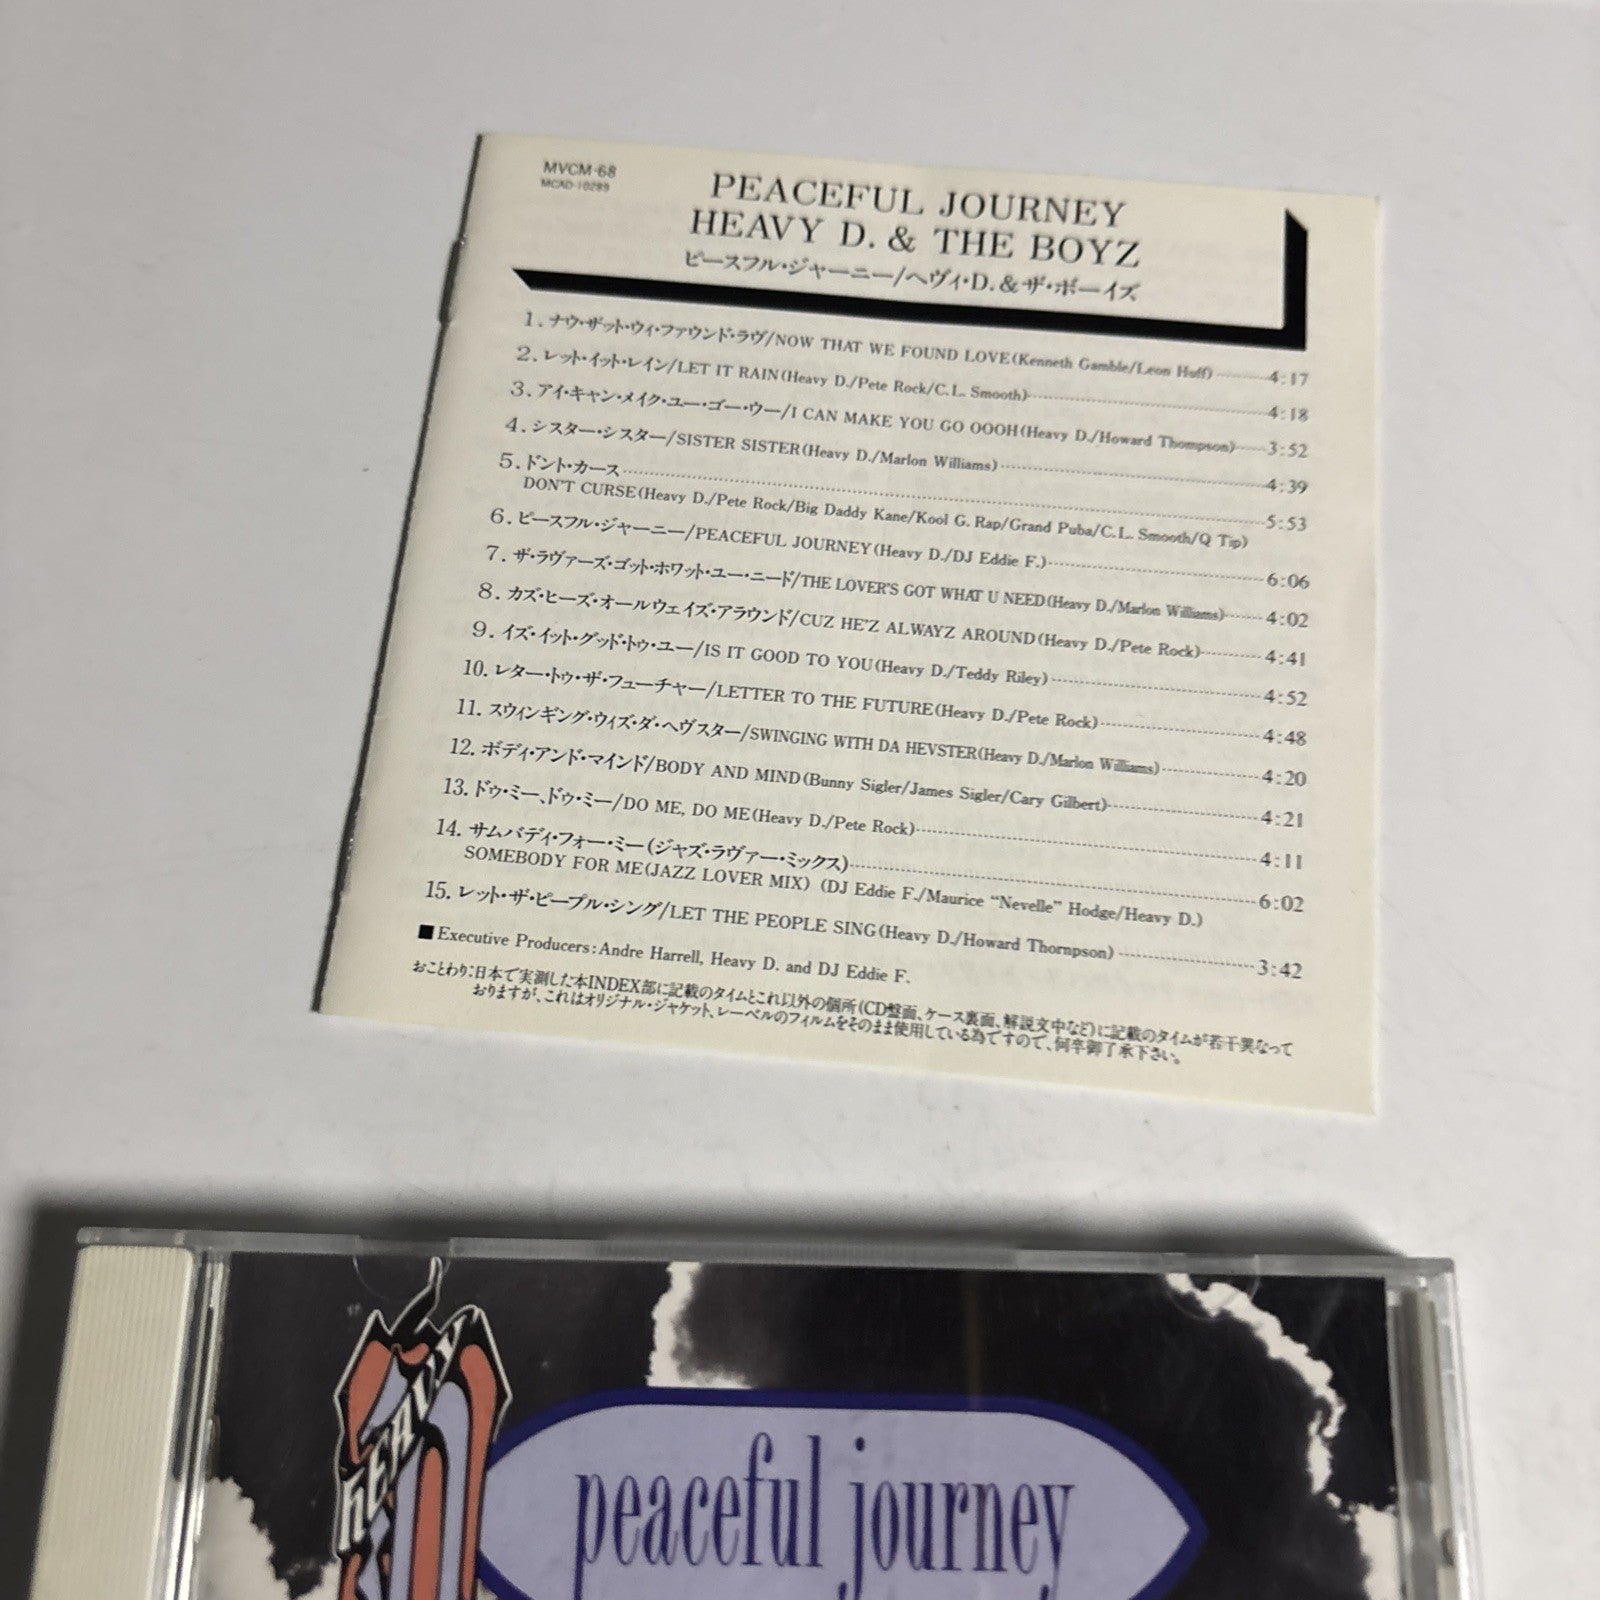 MVCM-68
MCAD-10289
PEACEFUL JOURNEY
HEAVY D. & THE BOYZ
ピースフル・ジャーニー/ヘヴィ・D. & ザ・ボーイズ
1. ナウ・ザット・ウィ・ファウンド・ラヴ/NOW THAT WE FOUND LOVE(Kenneth Gamble/Leon Huff) 4:17
2. レット・イット・レイン/LET IT RAIN(Heavy D./Pete Rock/C.L. Smooth) 4:18
3. アイ・キャン・メイク・ユー・ゴー・ウー/I CAN MAKE YOU GO OOOH(Heavy D./Howard Thompson) 3:52
4. シスター・シスター/SISTER SISTER(Heavy D./Marlon Williams) 4:39
5. ドント・カース 5:53
DON'T CURSE(Heavy D./Pete Rock/Big Daddy Kane/Kool G. Rap/Grand Puba/C.L. Smooth/Q Tip)
6. ピースフル・ジャーニー/PEACEFUL JOURNEY(Heavy D./DJ Eddie F.) 6:06
7. ザ・ラヴァーズ・ゴット・ホワット・ユー・ニード/THE LOVER'S GOT WHAT U NEED(Heavy D./Marlon Williams) 4:02
8. カズ・ヒーズ・オールウェイズ・アラウンド/CUZ HE'Z ALWAYZ AROUND(Heavy D./Pete Rock) 4:41
9. イズ・イット・グッド・トゥ・ユー/IS IT GOOD TO YOU(Heavy D./Teddy Riley) 4:52
10. レター・トゥ・ザ・フューチャー/LETTER TO THE FUTURE(Heavy D./Pete Rock) 4:48
11. スウィンギング・ウィズ・ダ・ヘヴスター/SWINGING WITH DA HEVSTER(Heavy D./Marlon Williams) 4:20
12. ボディ・アンド・マインド/BODY AND MIND(Bunny Sigler/James Sigler/Cary Gilbert) 4:21
13. ドゥ・ミー、ドゥ・ミー/DO ME, DO ME(Heavy D./Pete Rock) 4:11
14. サムバディ・フォー・ミー(ジャズ・ラヴァー・ミックス) 6:02
SOMEBODY FOR ME(JAZZ LOVER MIX) (DJ Eddie F./Maurice "Nevelle" Hodge/Heavy D.)
15. レット・ザ・ピープル・シング/LET THE PEOPLE SING(Heavy D./Howard Thornpson) 3:42
■Executive Producers: Andre Harrell, Heavy D. and DJ Eddie F.
おことわり:日本で実測した本INDEX部に記載のタイムとこれ以外の個所(CD盤面、ケース裏面、解説文中など)に記載のタイムが若干異なって
おりますが、これはオリジナル・ジャケット、レーベルのフィルムをそのまま使用している為ですので、何卒御了承下さい。
HEAVY D
peaceful journey